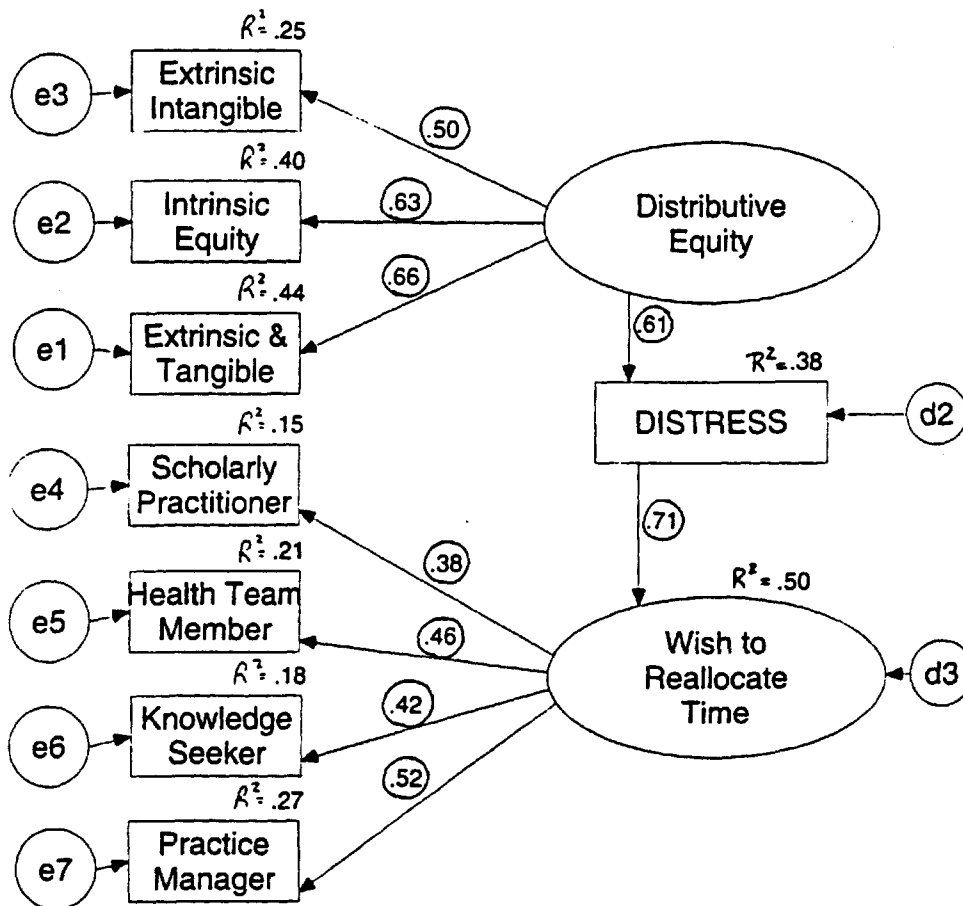 R²= .25
e3
Extrinsic
Intangible
.50
R²= .40
e2
Intrinsic
Equity
.63
Distributive
Equity
R²= .44
.66
e1
Extrinsic &
Tangible
.61
R²= .38
DISTRESS
d2
R²= .15
e4
Scholarly
Practitioner
.71
.38
R²= .21
e5
Health Team
Member
.46
R²= .50
Wish to
Reallocate
Time
d3
R²= .18
e6
Knowledge
Seeker
.42
R²= .27
.52
e7
Practice
Manager